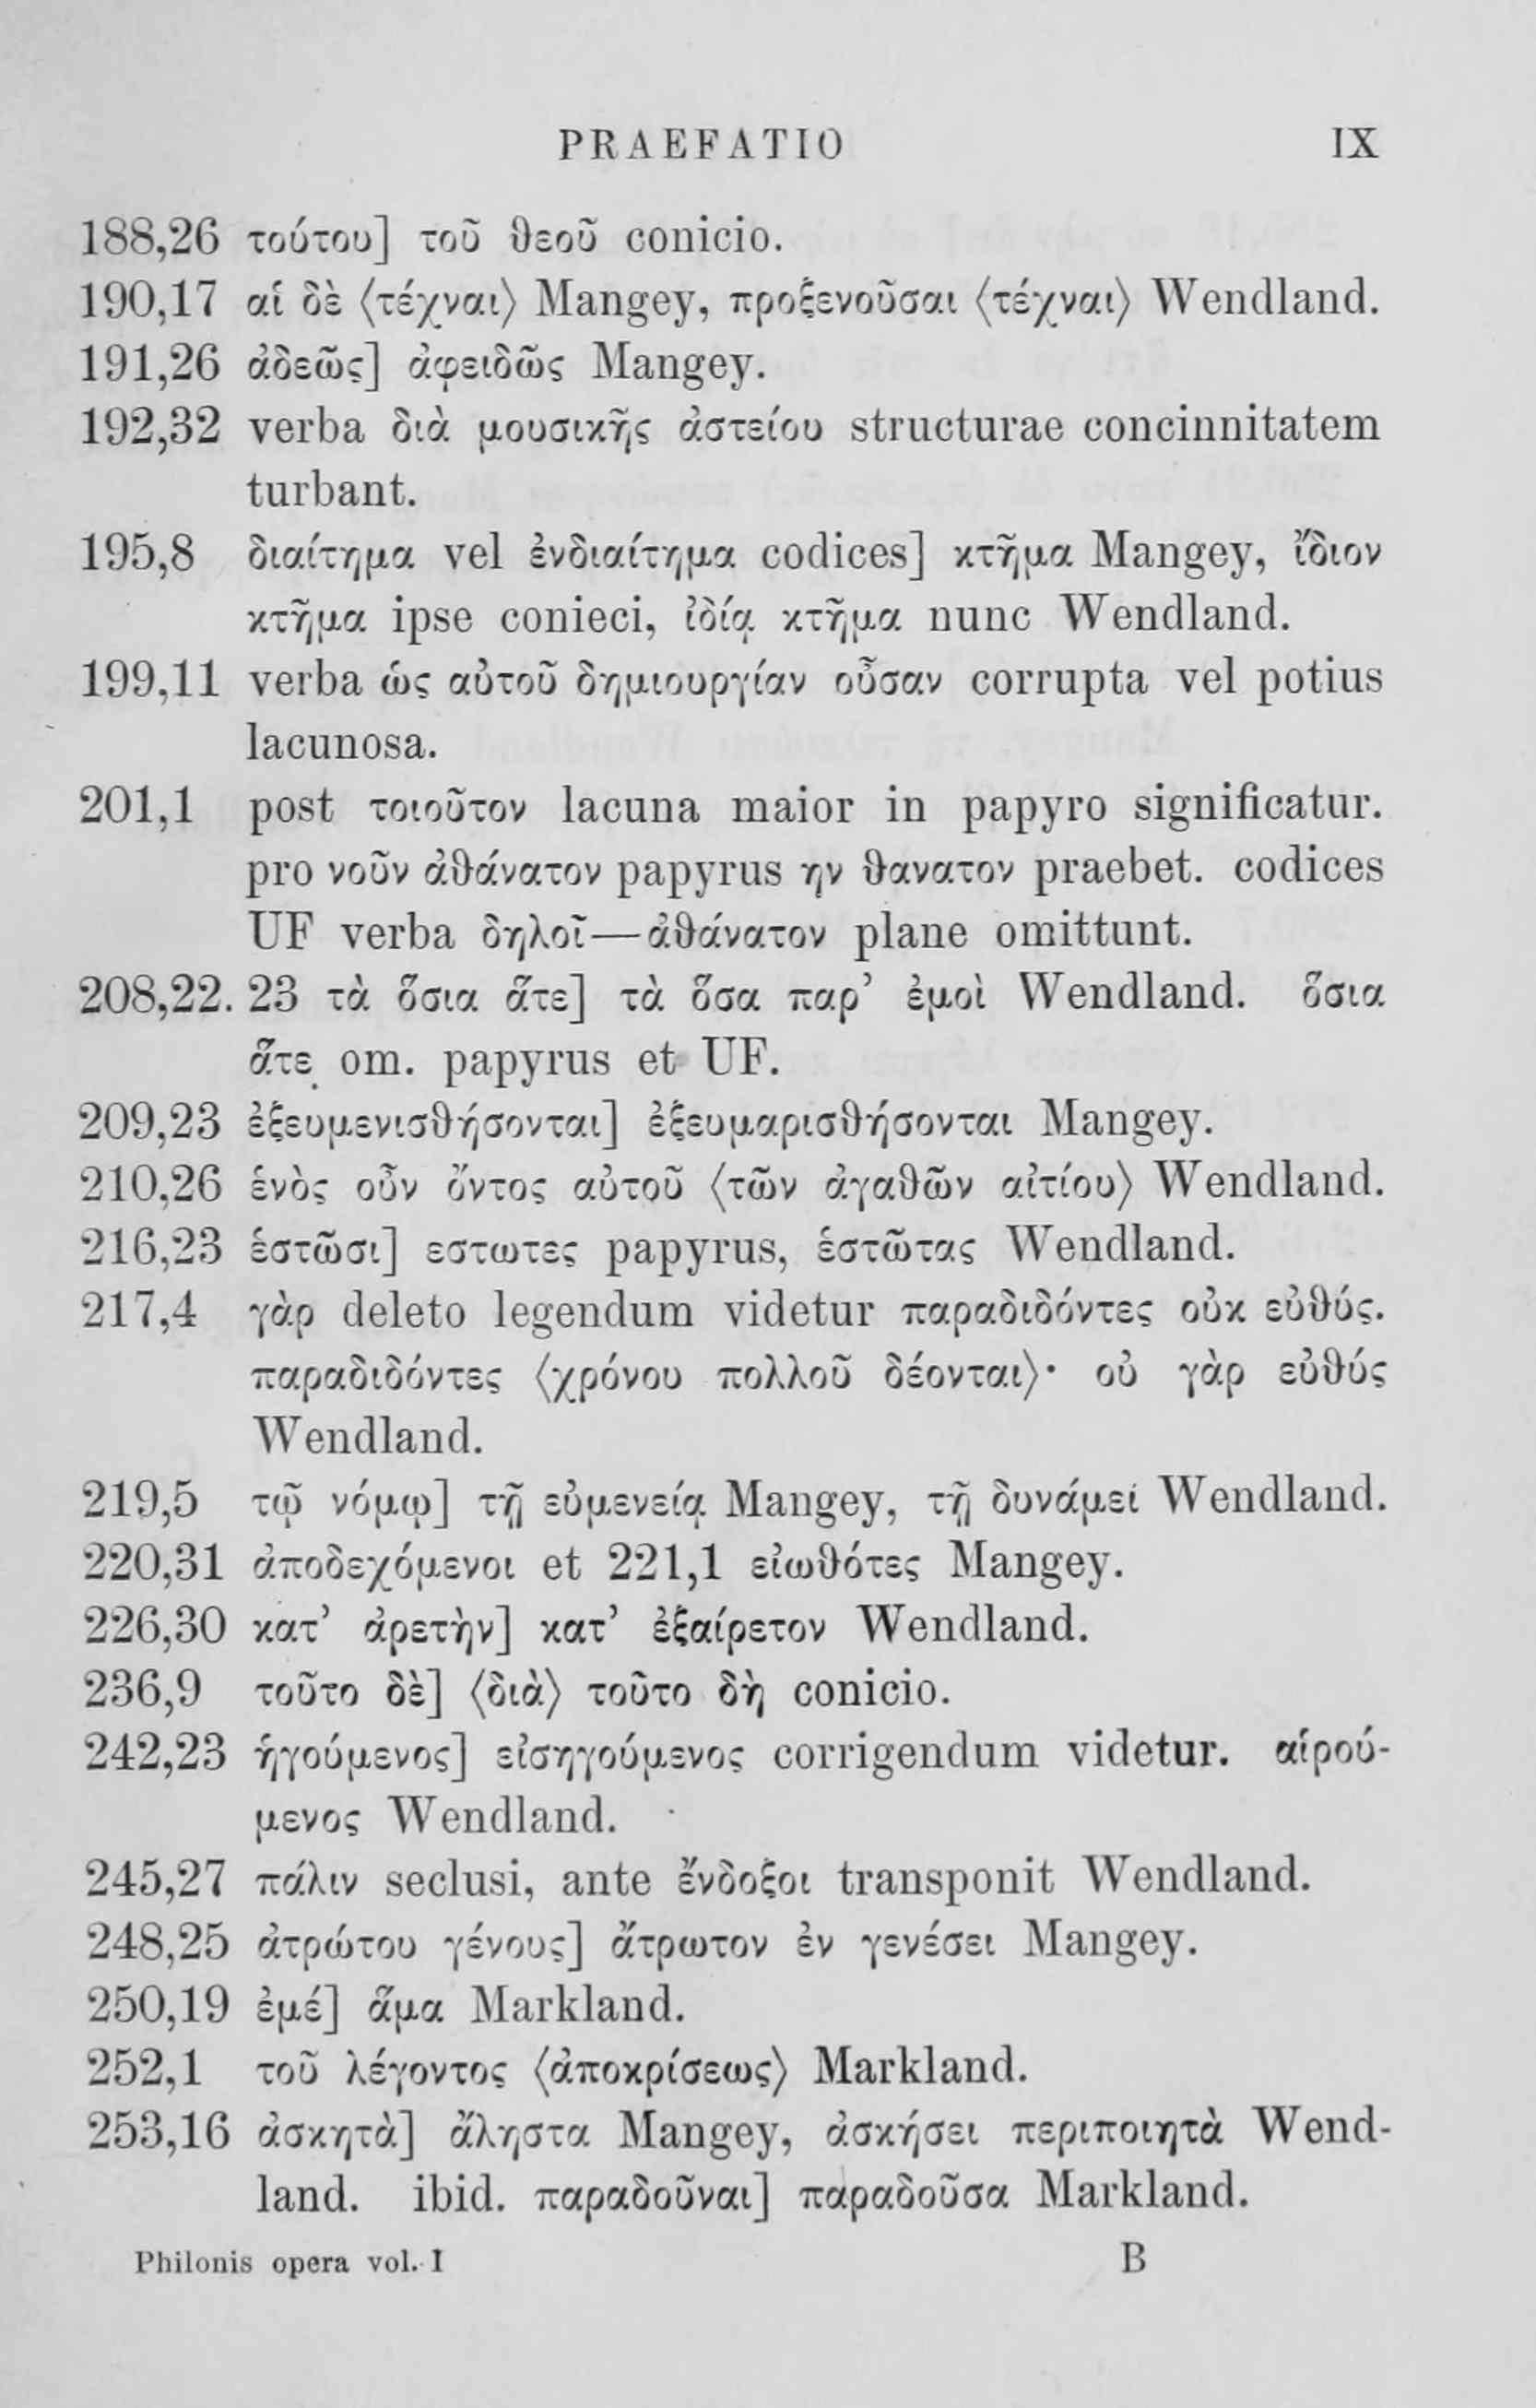 PRAEFATIO IX
188,26 τούτου] τοῦ θεοῦ conicio.
190,17 αἱ δὲ ⟨τέχναι⟩ Mangey, προξενοῦσαι ⟨τέχναι⟩ Wendland.
191,26 ἀδεῶς] ἀφειδῶς Mangey.
192,32 verba διὰ μουσικῆς ἀστείου structurae concinnitatem
turbant.
195,8 διαίτημα vel ἐνδιαίτημα codices] κτῆμα Mangey, ἴδιον
κτῆμα ipse conieci, ἰδίᾳ κτῆμα nunc Wendland.
199,11 verba ὡς αὐτοῦ δημιουργίαν οὖσαν corrupta vel potius
lacunosa.
201,1 post τοιοῦτον lacuna maior in papyro significatur.
pro νοῦν ἀθάνατον papyrus ην θανατον praebet. codices
UF verba δηλοῖ—ἀθάνατον plane omittunt.
208,22. 23 τὰ ὅσια ἅτε] τὰ ὅσα παρ’ ἐμοὶ Wendland. ὅσια
ἅτε om. papyrus et UF.
209,23 ἐξευμενισθήσονται] ἐξευμαρισθήσονται Mangey.
210,26 ἑνὸς οὖν ὄντος αὐτοῦ ⟨τῶν ἀγαθῶν αἰτίου⟩ Wendland.
216,23 ἑστῶσι] εστωτες papyrus, ἑστῶτας Wendland.
217,4 γὰρ deleto legendum videtur παραδιδόντες οὐκ εὐθύς.
παραδιδόντες ⟨χρόνου πολλοῦ δέονται⟩· οὐ γὰρ εὐθύς
Wendland.
219,5 τῷ νόμῳ] τῇ εὐμενείᾳ Mangey, τῇ δυνάμει Wendland.
220,31 ἀποδεχόμενοι et 221,1 εἰωθότες Mangey.
226,30 κατ’ ἀρετὴν] κατ’ ἐξαίρετον Wendland.
236,9 τοῦτο δὲ] ⟨διὰ⟩ τοῦτο δὴ conicio.
242,23 ἡγούμενος] εἰσηγούμενος corrigendum videtur. αἱρού-
μενος Wendland.
245,27 πάλιν seclusi, ante ἔνδοξοι transponit Wendland.
248,25 ἀτρώτου γένους] ἄτρωτον ἐν γενέσει Mangey.
250,19 ἐμέ] ἅμα Markland.
252,1 τοῦ λέγοντος ⟨ἀποκρίσεως⟩ Markland.
253,16 ἀσκητὰ] ἄληστα Mangey, ἀσκήσει περιποιητὰ Wend-
land. ibid. παραδοῦναι] παραδοῦσα Markland.
Philonis opera vol. I B